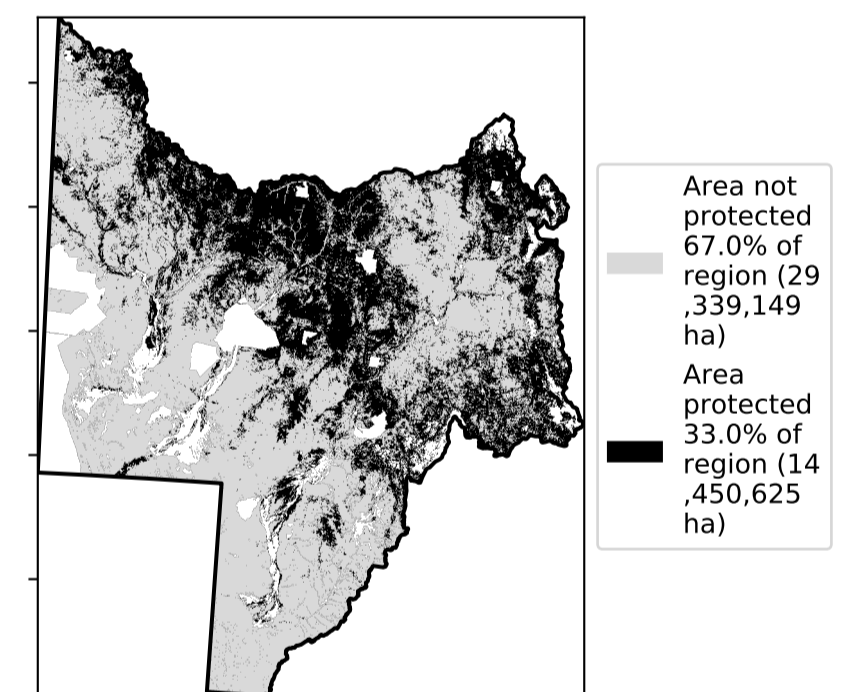 Area not
protected
67.0% of
region (29
,339,149
ha)
Area
protected
33.0% of
region (14
,450,625
ha)